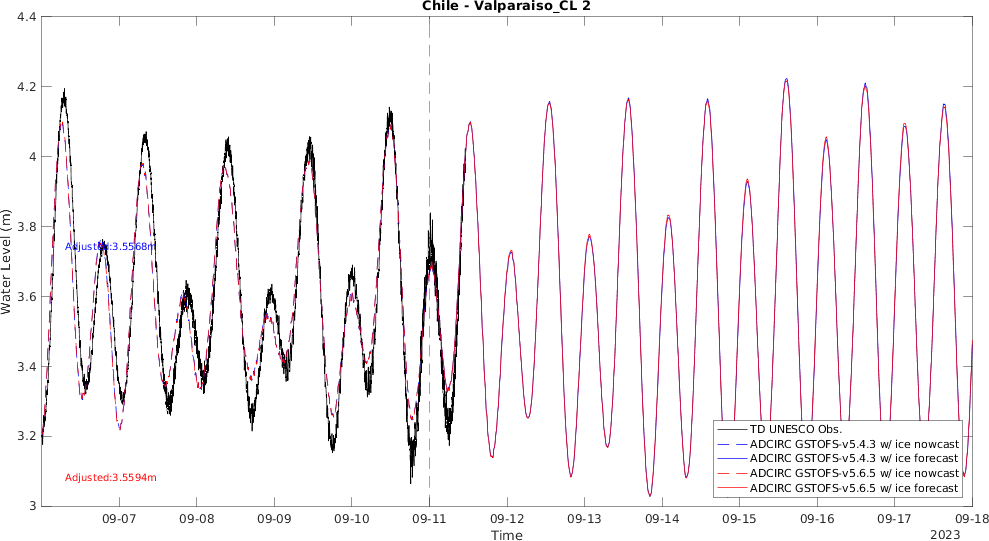 Chile - Valparaiso_CL 2
4.4
4.2
4
3.8
3.6
3.4
3.2
3
Water Level (m)
Adjusted:3.5568m
Adjusted:3.5594m
TD UNESCO Obs.
ADCIRC GSTOFS-v5.4.3 w/ ice nowcast
ADCIRC GSTOFS-v5.4.3 w/ ice forecast
ADCIRC GSTOFS-v5.6.5 w/ ice nowcast
ADCIRC GSTOFS-v5.6.5 w/ ice forecast
09-07 09-08 09-09 09-10 09-11 09-12 09-13 09-14 09-15 09-16 09-17 09-18
Time
2023